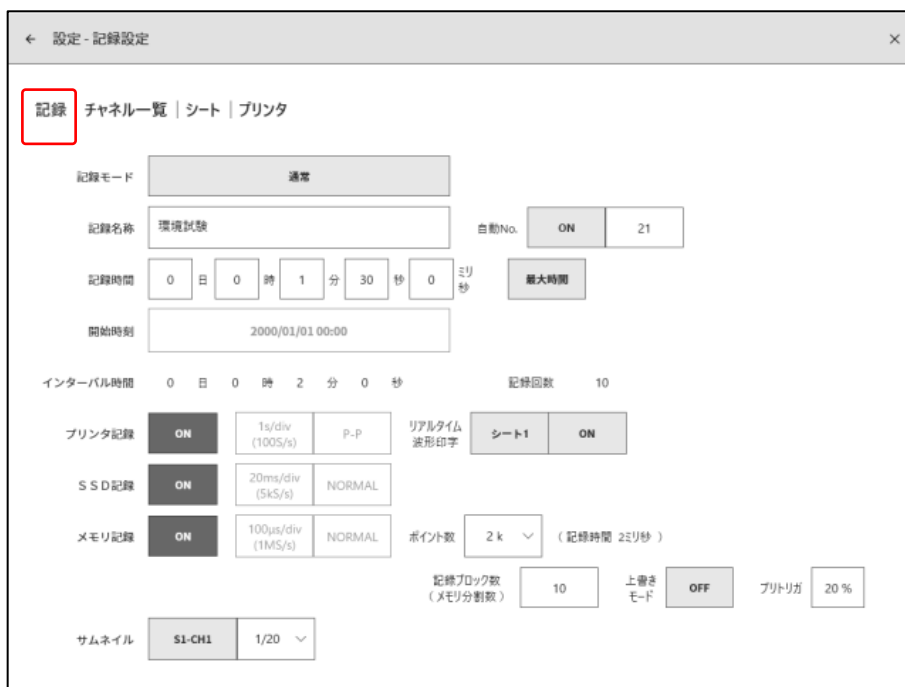 ← 設定 - 記録設定 ×
記録 チャネル一覧 | シート | プリンタ
記録モード 通常
記録名称 環境試験 自動No. ON 21
記録時間 0 日 0 時 1 分 30 秒 0 ミリ秒 最大時間
開始時刻 2000/01/01 00:00
インターバル時間 0 日 0 時 2 分 0 秒 記録回数 10
プリンタ記録 ON 1s/div (100S/s) P-P リアルタイム波形印字 シート1 ON
SSD記録 ON 20ms/div (5kS/s) NORMAL
メモリ記録 ON 100μs/div (1MS/s) NORMAL ポイント数 2 k ( 記録時間 2ミリ秒 )
記録ブロック数 (メモリ分割数) 10 上書きモード OFF プリトリガ 20 %
サムネイル S1-CH1 1/20